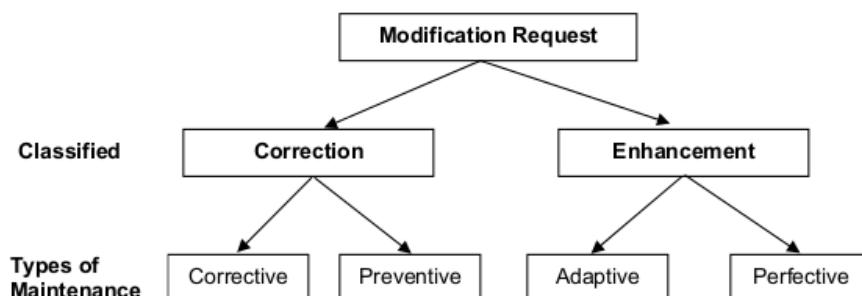 Modification Request
Classified
Correction
Enhancement
Types of
Maintenance
Corrective
Preventive
Adaptive
Perfective